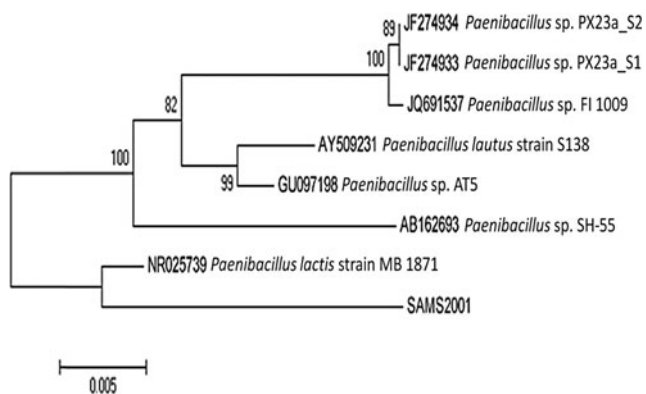 89
JF274934 Paenibacillus sp. PX23a_S2
100
JF274933 Paenibacillus sp. PX23a_S1
82
JQ691537 Paenibacillus sp. FI 1009
AY509231 Paenibacillus lautus strain S138
100
99
GU097198 Paenibacillus sp. AT5
AB162693 Paenibacillus sp. SH-55
NR025739 Paenibacillus lactis strain MB 1871
SAMS2001
0.005